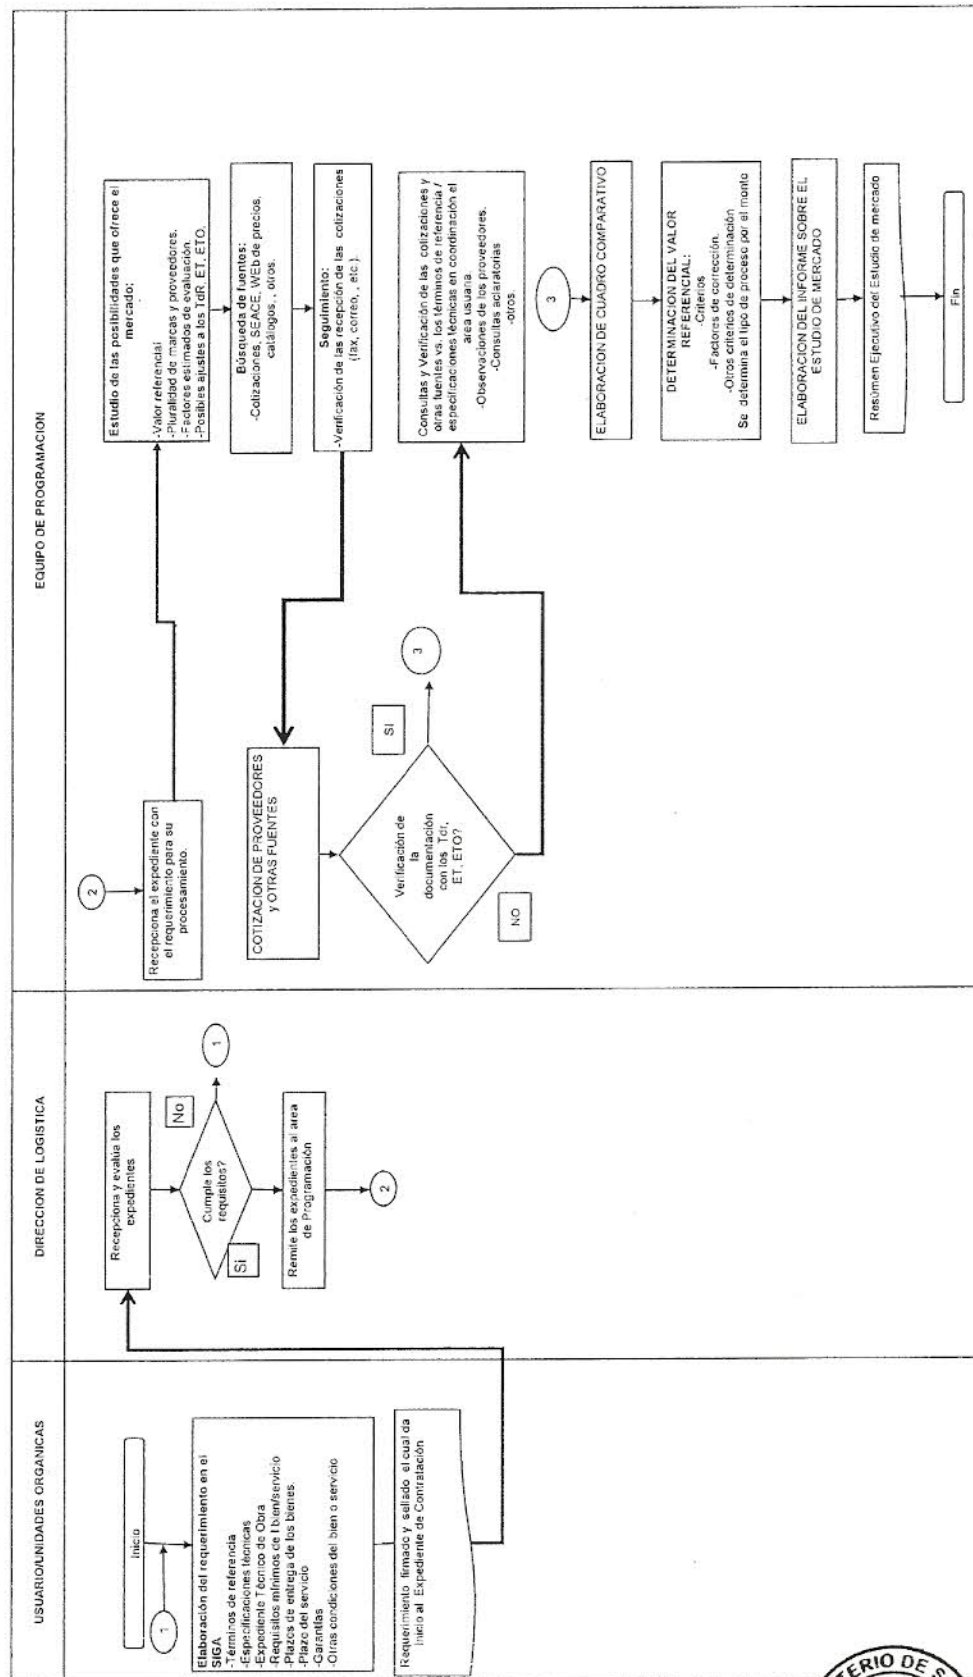 USUARIO/UNIDADES ORGANICAS
Inicio
1
Elaboración del requerimiento en el
SIGA
-Términos de referencia
-Especificaciones técnicas
-Expediente Técnico de Obra
-Requisitos mínimos de l bien/servicio
-Plazos de entrega de los bienes.
-Plazo del servicio
-Garantías
-Otras condiciones del bien o servicio
Requerimiento firmado y sellado el cual da
inicio al Expediente de Contratación
DIRECCION DE LOGISTICA
Recepciona y evalúa los
expedientes
Cumple los
requisitos?
No
1
Si
Remite los expedientes al area
de Programación
2
EQUIPO DE PROGRAMACION
2
Recepciona el expediente con
el requerimiento para su
procesamiento.
Estudio de las posibilidades que ofrece el
mercado:
-Valor referencial
-Pluralidad de marcas y proveedores.
-Factores estimados de evaluación.
-Posibles ajustes a los TdR, ET, ETO,
Búsqueda de fuentes:
-Cotizaciones, SEACE, WEb de precios,
catálogos, , otros.
Seguimiento:
-Verificación de las recepción de las cotizaciones
(fax, correo, , etc.).
COTIZACION DE PROVEEDORES
y OTRAS FUENTES
Verificación de
la
documentación
con los Tdr,
ET, ETO?
SI
3
NO
Consultas y Verificación de las cotizaciones y
otras fuentes vs. los términos de referencia /
especificaciones técnicas en coordinación el
area usuaria.
-Observaciones de los proveedores.
-Consultas aclaratorias
-otros.
3
ELABORACION DE CUADRO COMPARATIVO
DETERMINACION DEL VALOR
REFERENCIAL:
-Criterios
-Factores de corrección.
-Otros criterios de determinación
Se determina el tipo de proceso por el monto
ELABORACION DEL INFORME SOBRE EL
ESTUDIO DE MERCADO
Resúmen Ejecutivo del Estudio de mercado
Fin